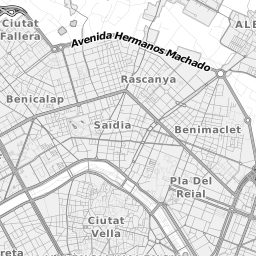 Ciutat
Fallera
Avenida Hermanos Machado
ALB
Rascanya
Benicalap
Saïdia
Benimaclet
Pla Del
Reial
Ciutat
Vella
reta